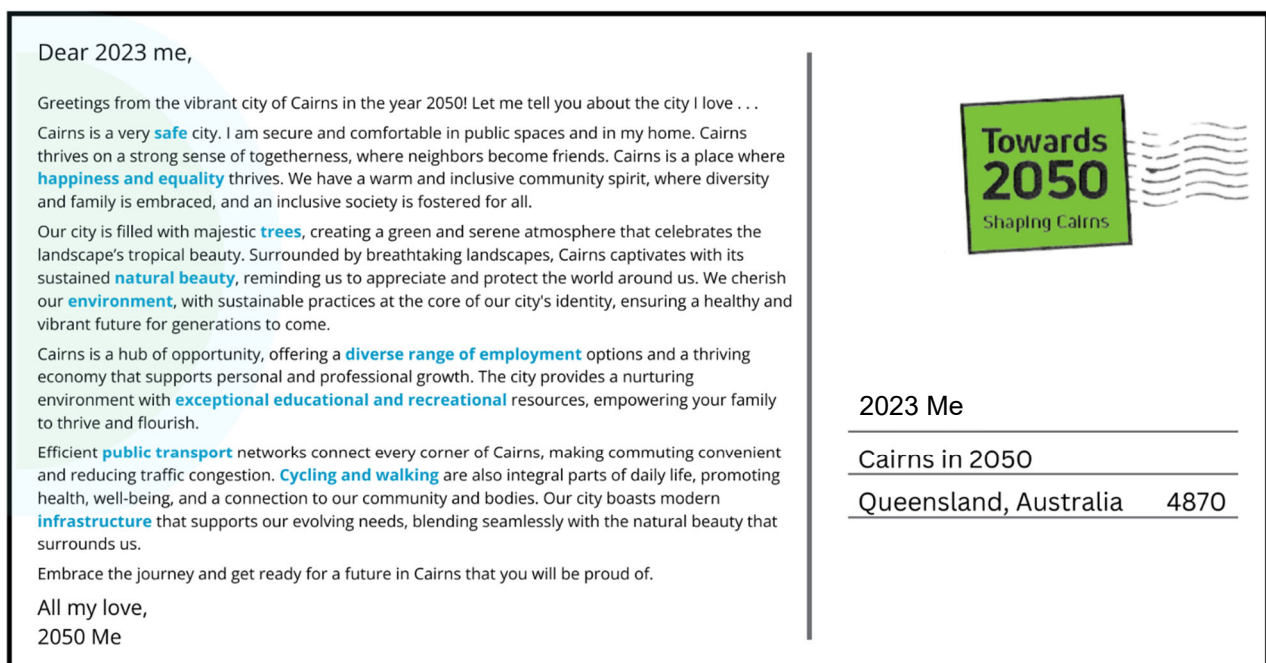 Dear 2023 me,
Greetings from the vibrant city of Cairns in the year 2050! Let me tell you about the city I love . . .
Cairns is a very safe city. I am secure and comfortable in public spaces and in my home. Cairns
thrives on a strong sense of togetherness, where neighbors become friends. Cairns is a place where
happiness and equality thrives. We have a warm and inclusive community spirit, where diversity
and family is embraced, and an inclusive society is fostered for all.
Our city is filled with majestic trees, creating a green and serene atmosphere that celebrates the
landscape's tropical beauty. Surrounded by breathtaking landscapes, Cairns captivates with its
sustained natural beauty, reminding us to appreciate and protect the world around us. We cherish
our environment, with sustainable practices at the core of our city's identity, ensuring a healthy and
vibrant future for generations to come.
Cairns is a hub of opportunity, offering a diverse range of employment options and a thriving
economy that supports personal and professional growth. The city provides a nurturing
environment with exceptional educational and recreational resources, empowering your family
to thrive and flourish.
Efficient public transport networks connect every corner of Cairns, making commuting convenient
and reducing traffic congestion. Cycling and walking are also integral parts of daily life, promoting
health, well-being, and a connection to our community and bodies. Our city boasts modern
infrastructure that supports our evolving needs, blending seamlessly with the natural beauty that
surrounds us.
Embrace the journey and get ready for a future in Cairns that you will be proud of.
All my love,
2050 Me
Towards
2050
Shaping Cairns
2023 Me
Cairns in 2050
Queensland, Australia 4870